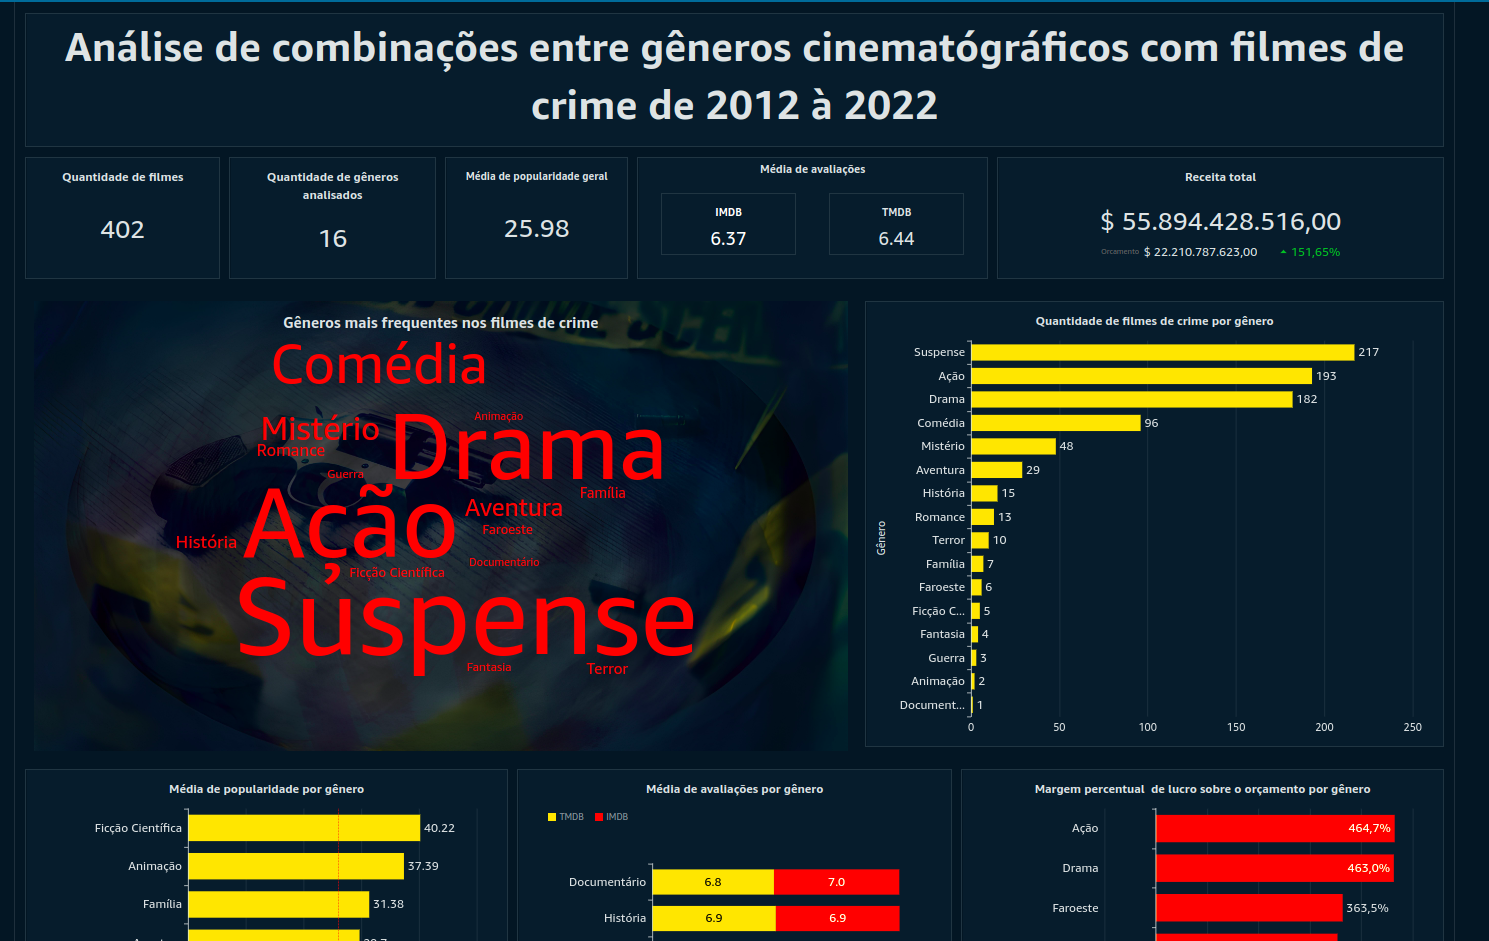 Análise de combinações entre gêneros cinematógráficos com filmes de
crime de 2012 à 2022
Quantidade de filmes
402
Quantidade de gêneros
analisados
16
Média de popularidade geral
25.98
Média de avaliações
IMDB
6.37
TMDB
6.44
Receita total
$ 55.894.428.516,00
Orcamento $ 22.210.787.623,00 151,65%
Gêneros mais frequentes nos filmes de crime
Comédia
Animação
Mistério
Drama
Romance
Guerra
Família
Ação
Aventura
Faroeste
História
Documentário
Ficção Científica
Suspense
Fantasia
Terror
Quantidade de filmes de crime por gênero
Gênero
Suspense 217
Ação 193
Drama 182
Comédia 96
Mistério 48
Aventura 29
História 15
Romance 13
Terror 10
Família 7
Faroeste 6
Ficção C... 5
Fantasia 4
Guerra 3
Animação 2
Document... 1
0 50 100 150 200 250
Média de popularidade por gênero
Ficção Científica 40.22
Animação 37.39
Família 31.38
Média de avaliações por gênero
TMDB IMDB
Documentário 6.8 7.0
História 6.9 6.9
Margem percentual de lucro sobre o orçamento por gênero
Ação 464,7%
Drama 463,0%
Faroeste 363,5%